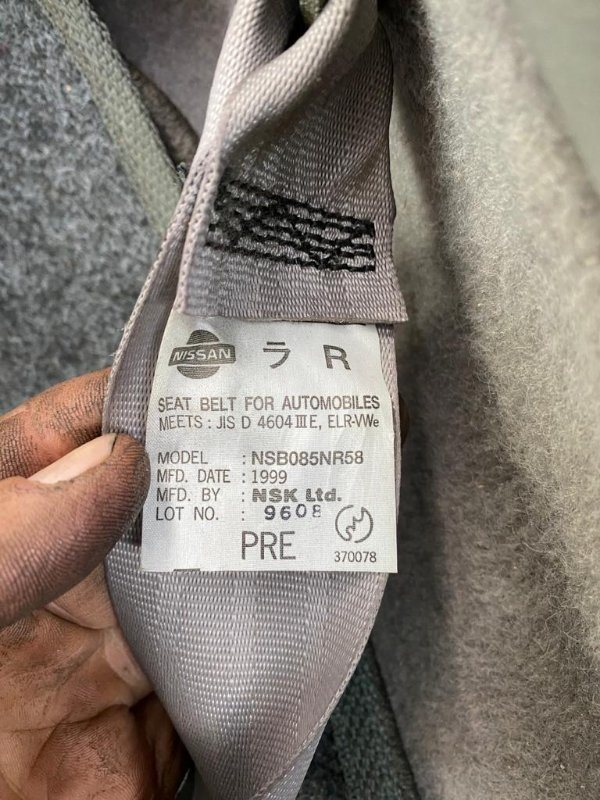 NISSAN ラ R
SEAT BELT FOR AUTOMOBILES
MEETS : JIS D 4604 III E, ELR-VWe
MODEL : NSB085NR58
MFD. DATE : 1999
MFD. BY : NSK Ltd.
LOT NO. : 9608
PRE 370078